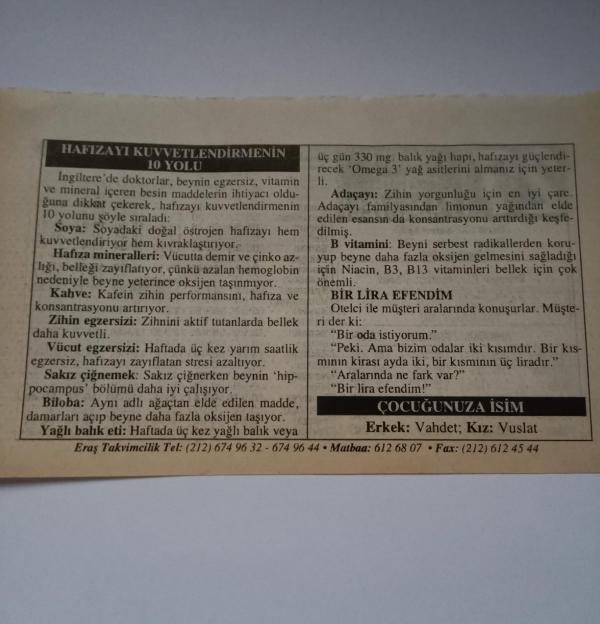 HAFIZAYI KUVVETLENDİRMENİN
10 YOLU
İngiltere'de doktorlar, beynin egzersiz, vitamin
ve mineral içeren besin maddelerin ihtiyacı oldu-
ğuna dikkat çekerek, hafızayı kuvvetlendirmenin
10 yolunu şöyle sıraladı:
Soya: Soyadaki doğal östrojen hafızayı hem
kuvvetlendiriyor hem kıvraklaştırıyor.
Hafıza mineralleri: Vücutta demir ve çinko az-
lığı, belleği zayıflatıyor, çünkü azalan hemoglobin
nedeniyle beyne yeterince oksijen taşınmıyor.
Kahve: Kafein zihin performansını, hafıza ve
konsantrasyonu artırıyor.
Zihin egzersizi: Zihnini aktif tutanlarda bellek
daha kuvvetli.
Vücut egzersizi: Haftada üç kez yarım saatlik
egzersiz, hafızayı zayıflatan stresi azaltıyor.
Sakız çiğnemek: Sakız çiğnerken beynin 'hip-
pocampus' bölümü daha iyi çalışıyor.
Biloba: Aynı adlı ağaçtan elde edilen madde,
damarları açıp beyne daha fazla oksijen taşıyor.
Yağlı balık eti: Haftada üç kez yağlı balık veya
üç gün 330 mg. balık yağı hapı, hafızayı güçlendi-
recek 'Omega 3' yağ asitlerini almanız için yeter-
li.
Adaçayı: Zihin yorgunluğu için en iyi çare.
Adaçayı familyasından limonun yağından elde
edilen esansın da konsantrasyonu arttırdığı keşfe-
dilmiş.
B vitamini: Beyni serbest radikallerden koru-
yup beyne daha fazla oksijen gelmesini sağladığı
için Niacin, B3, B13 vitaminleri bellek için çok
önemli.
BİR LİRA EFENDİM
Otelci ile müşteri aralarında konuşurlar. Müşte-
ri der ki:
"Bir oda istiyorum."
"Peki. Ama bizim odalar iki kısımdır. Bir kıs-
mının kirası ayda iki, bir kısmının üç liradır."
"Aralarında ne fark var?"
"Bir lira efendim!"
ÇOCUĞUNUZA İSİM
Erkek: Vahdet; Kız: Vuslat
Eraş Takvimcilik Tel: (212) 674 96 32 - 674 96 44 • Matbaa: 612 68 07 • Fax: (212) 612 45 44